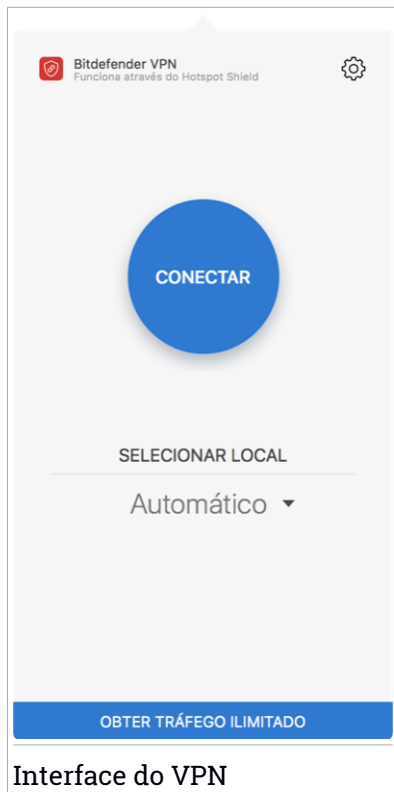 Bitdefender VPN
Funciona através do Hotspot Shield
CONECTAR
SELECIONAR LOCAL
Automático
OBTER TRÁFEGO ILIMITADO
Interface do VPN